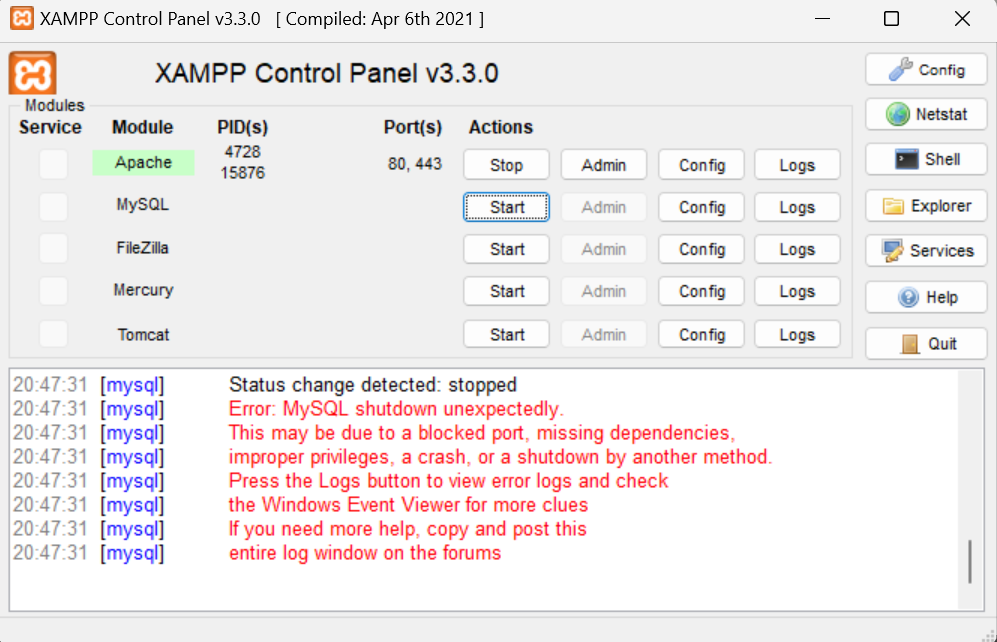 XAMPP Control Panel v3.3.0 [ Compiled: Apr 6th 2021 ]
XAMPP Control Panel v3.3.0
Config
Modules
Service Module PID(s) Port(s) Actions
Netstat
Apache 4728 15876 80, 443 Stop Admin Config Logs
Shell
MySQL Start Admin Config Logs
Explorer
FileZilla Start Admin Config Logs
Services
Mercury Start Admin Config Logs
Help
Tomcat Start Admin Config Logs
Quit
20:47:31 [mysql] Status change detected: stopped
20:47:31 [mysql] Error: MySQL shutdown unexpectedly.
20:47:31 [mysql] This may be due to a blocked port, missing dependencies,
20:47:31 [mysql] improper privileges, a crash, or a shutdown by another method.
20:47:31 [mysql] Press the Logs button to view error logs and check
20:47:31 [mysql] the Windows Event Viewer for more clues
20:47:31 [mysql] If you need more help, copy and post this
20:47:31 [mysql] entire log window on the forums